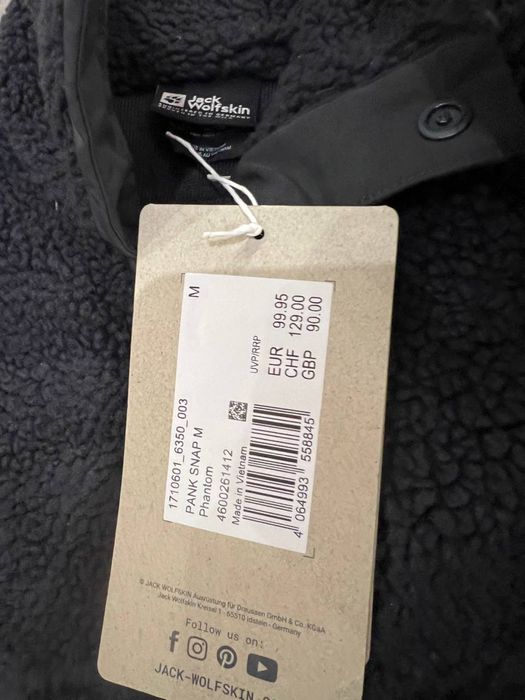 Jack
Wolfskin
M
1710601_6350_003
PANK SNAP M
Phantom
4600261412
Made in Vietnam
UVP/RRP
EUR 99.95
CHF 129.00
GBP 90.00
4 064993 558845
© JACK WOLFSKIN Ausrüstung für Draussen GmbH & Co. KGaA
Jack Wolfskin Kreisel 1 · 65510 Idstein · Germany
Follow us on:
JACK-WOLFSKIN.C